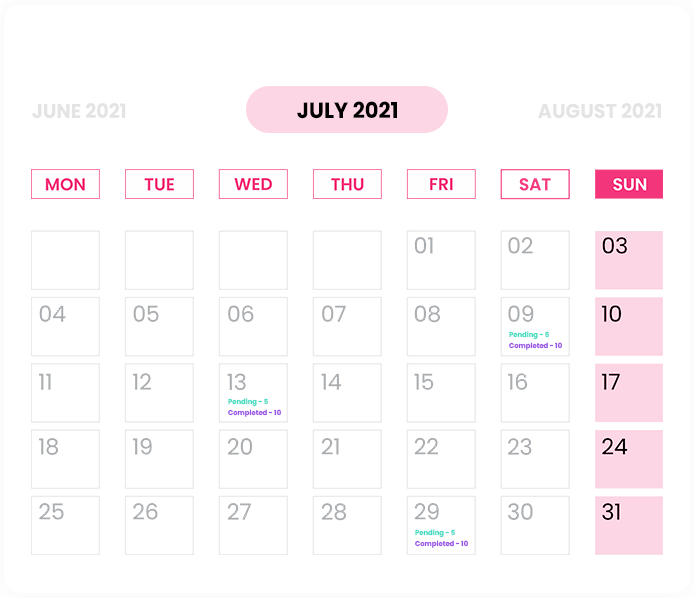 JUNE 2021 JULY 2021 AUGUST 2021
MON TUE WED THU FRI SAT SUN
01 02 03
04 05 06 07 08 09 10
Pending - 5
Completed - 10
11 12 13 14 15 16 17
Pending - 5
Completed - 10
18 19 20 21 22 23 24
25 26 27 28 29 30 31
Pending - 5
Completed - 10